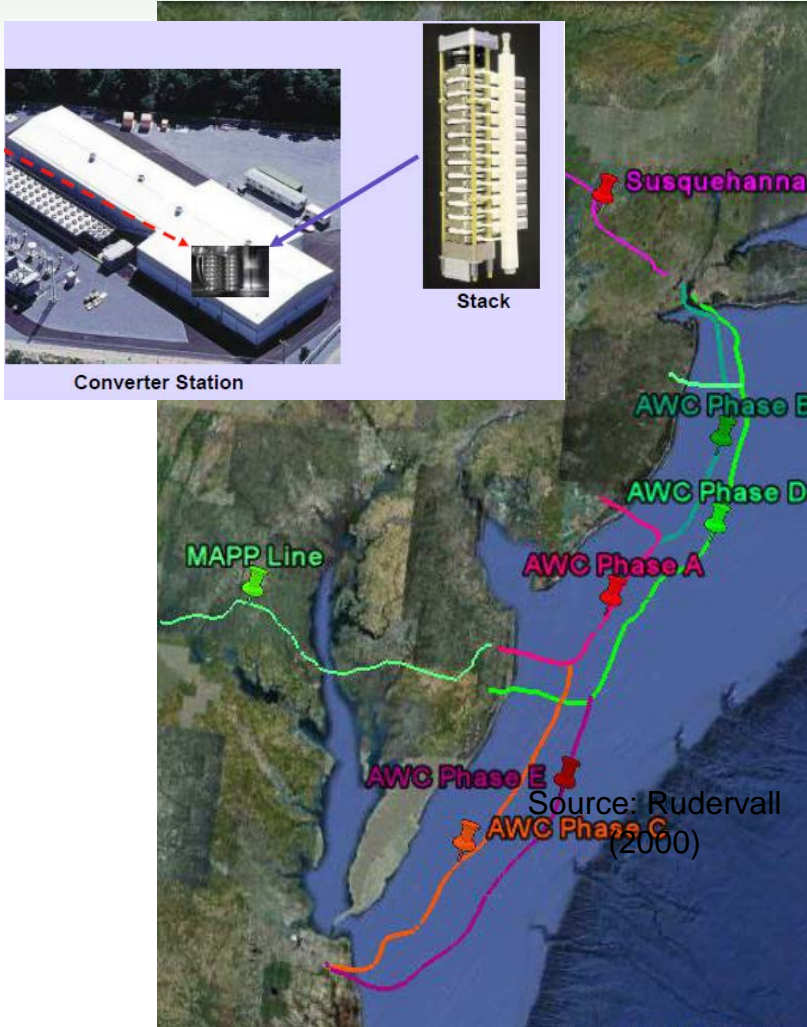 Stack
Converter Station
Susquehanna
AWC Phase B
AWC Phase D
MAPP Line
AWC Phase A
AWC Phase E
Source: Rudervall
AWC Phase C
(2000)